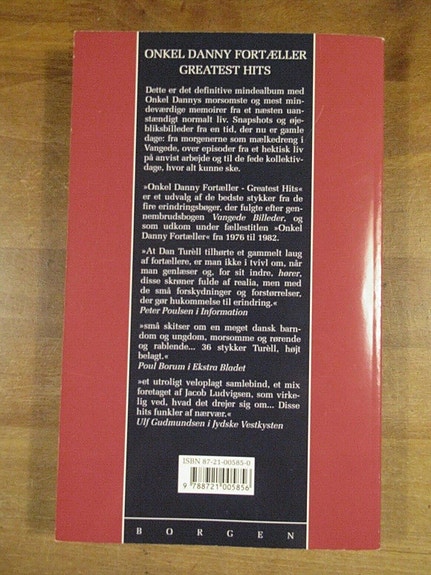 ONKEL DANNY FORTÆLLER
GREATEST HITS
Dette er det definitive mindealbum med
Onkel Dannys morsomste og mest min-
deværdige memoirer fra et næsten uan-
stændigt normalt liv. Snapshots og øje-
bliksbilleder fra en tid, der nu er gamle
dage: fra morgenerne som mælkedreng i
Vangede, over episoder fra et hektisk liv
på anvist arbejde og til de fede kollektiv-
dage, hvor alt kunne ske.
»Onkel Danny Fortæller - Greatest Hits«
er et udvalg af de bedste stykker fra de
fire erindringsbøger, der fulgte efter gen-
nembrudsbogen Vangede Billeder, og
som udkom under fællestitlen »Onkel
Danny Fortæller« fra 1976 til 1982.
»At Dan Turèll tilhørte et gammelt laug
af fortællere, er man ikke i tvivl om, når
man genlæser og, for sit indre, hører,
disse skrøner fulde af realia, men med
de små forskydninger og forstørrelser,
der gør hukommelse til erindring.«
Peter Poulsen i Information
»små skitser om en meget dansk barn-
dom og ungdom, morsomme og rørende
og rablende... 36 stykker Turèll, højt
belagt.«
Poul Borum i Ekstra Bladet
»et utroligt veloplagt samlebind, et mix
foretaget af Jacob Ludvigsen, som virke-
lig ved, hvad det drejer sig om... Disse
hits funkler af nærvær.«
Ulf Gudmundsen i Jydske Vestkysten
ISBN 87-21-00585-0
9 788721 005856
BORGEN